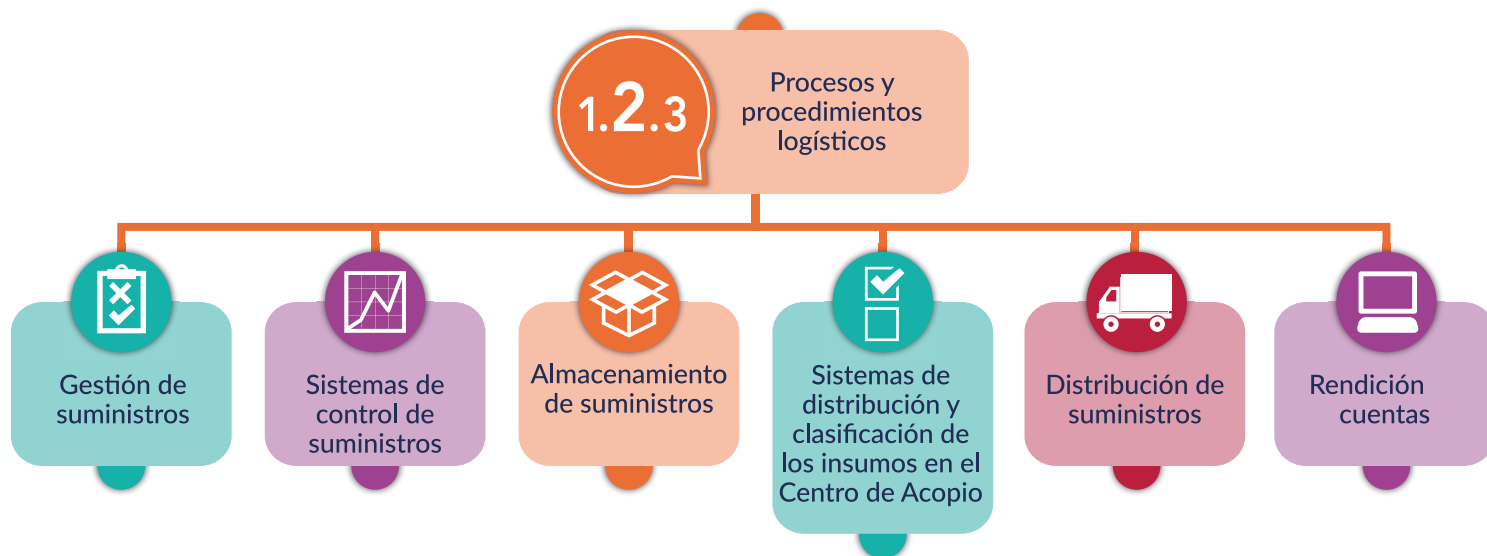 1.2.3
Procesos y
procedimientos
logísticos
Gestión de
suministros
Sistemas de
control de
suministros
Almacenamiento
de suministros
Sistemas de
distribución y
clasificación de
los insumos en el
Centro de Acopio
Distribución de
suministros
Rendición
cuentas